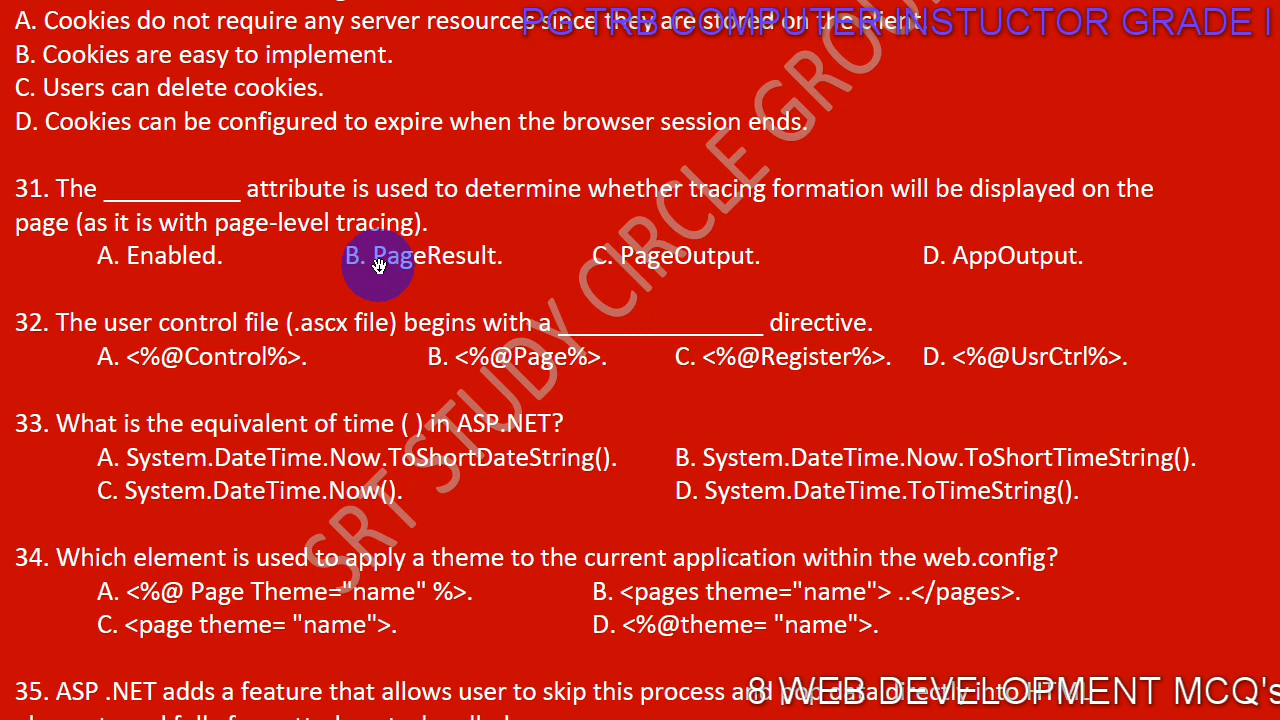 A. Cookies do not require any server resources since they are stored on the client.
PG TRB COMPUTER INSTUCTOR GRADE I
B. Cookies are easy to implement.
C. Users can delete cookies.
D. Cookies can be configured to expire when the browser session ends.
31. The __________ attribute is used to determine whether tracing formation will be displayed on the
page (as it is with page-level tracing).
A. Enabled. B. PageResult. C. PageOutput. D. AppOutput.
32. The user control file (.ascx file) begins with a _______________ directive.
A. <%@Control%>. B. <%@Page%>. C. <%@Register%>. D. <%@UsrCtrl%>.
33. What is the equivalent of time ( ) in ASP.NET?
A. System.DateTime.Now.ToShortDateString(). B. System.DateTime.Now.ToShortTimeString().
C. System.DateTime.Now(). D. System.DateTime.ToTimeString().
34. Which element is used to apply a theme to the current application within the web.config?
A. <%@ Page Theme="name" %>. B. <pages theme="name"> ..</pages>.
C. <page theme= "name">. D. <%@theme= "name">.
35. ASP .NET adds a feature that allows user to skip this process and pop data directly into HTML
8 WEB DEVELOPMENT MCQ's
SRT STUDY CIRCLE GROUP